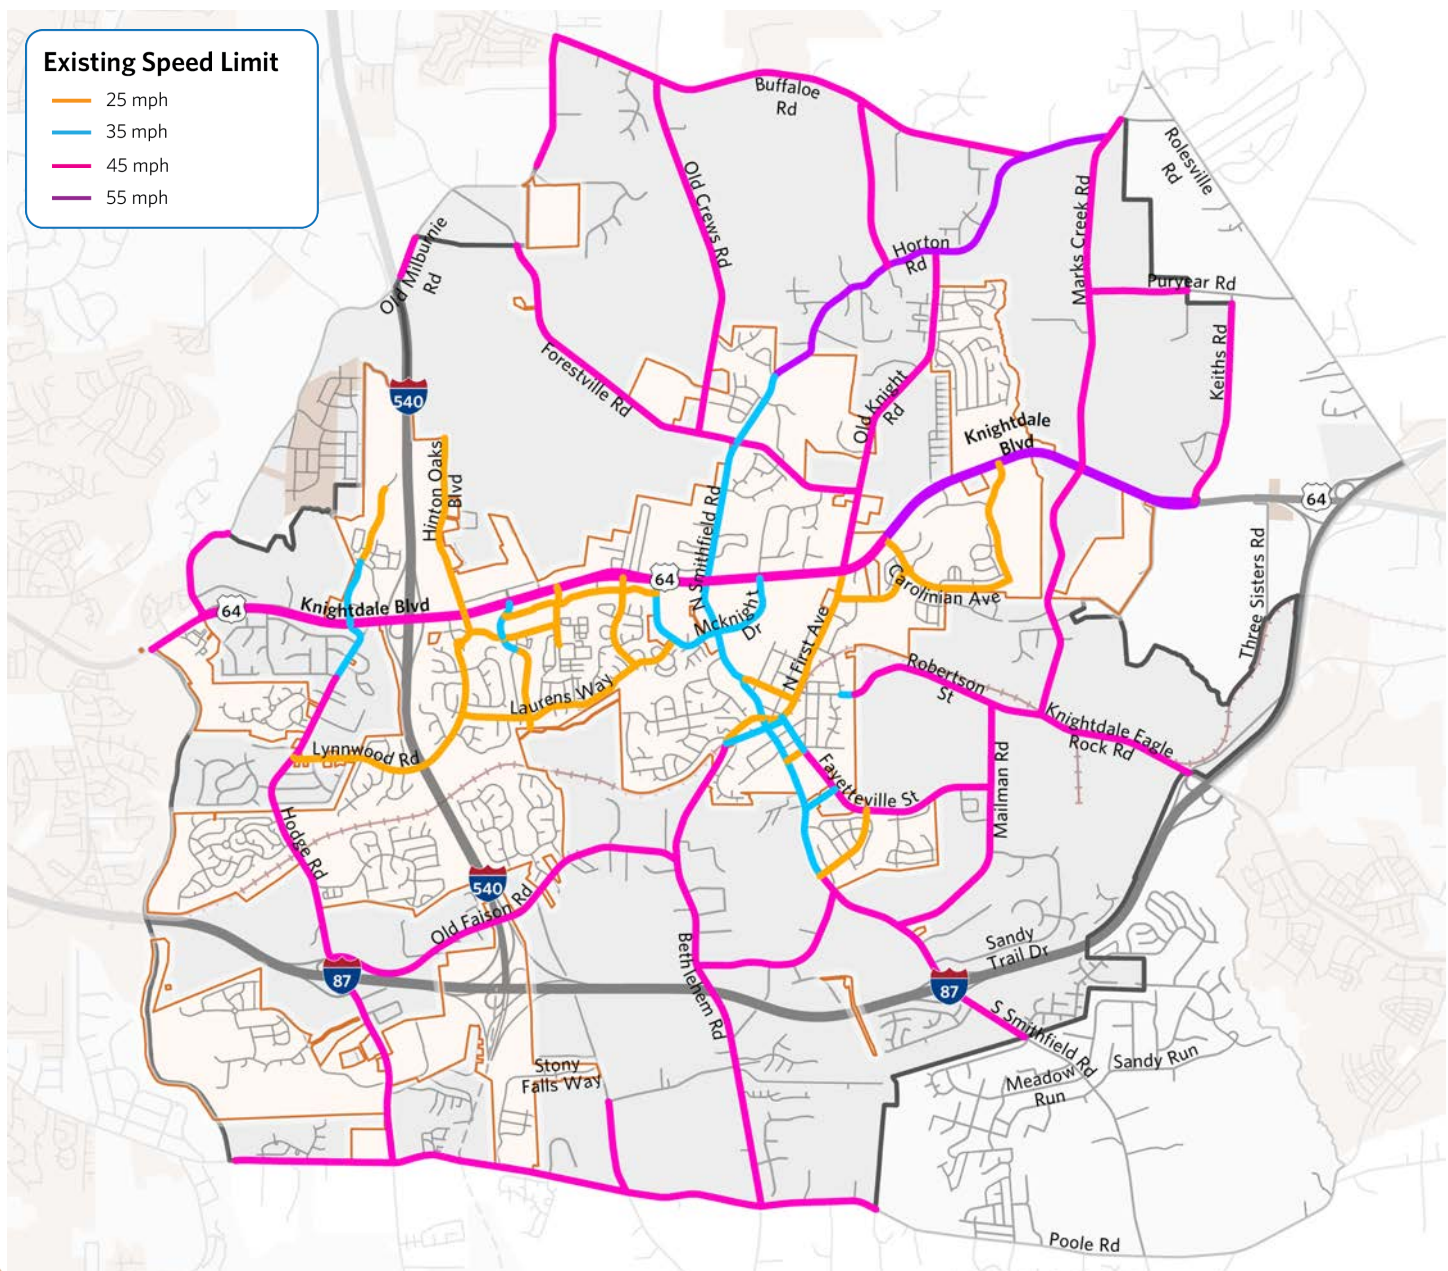 Existing Speed Limit
25 mph
35 mph
45 mph
55 mph
Buffaloe
Rd
Rolesville
Rd
Old Crews Rd
Marks Creek Rd
Old Milburnie
Rd
Horton
Rd
Puryear Rd
Keiths Rd
Forestville Rd
540
Old Knight
Rd
Knightdale
Blvd
Hinton Oaks
Blvd
N Smithfield Rd
64
64
64
Knightdale Blvd
Carolinian Ave
Mcknight
Dr
N First Ave
Three Sisters Rd
Robertson
St
Laurens Way
Knightdale Eagle
Rock Rd
Lynnwood Rd
Fayetteville St
Mailman Rd
Hodge Rd
540
Old Faison Rd
Bethlehem Rd
Sandy
Trail Dr
87
87
S Smithfield Rd
Stony
Falls Way
Sandy Run
Meadow
Run
Poole Rd